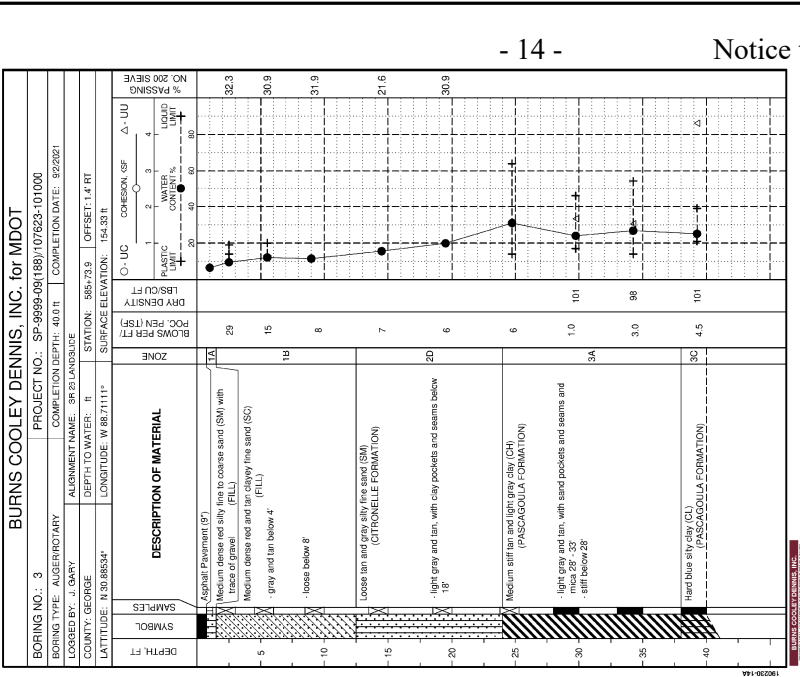 - 14 -
Notice
BURNS COOLEY DENNIS, INC. for MDOT
BORING NO.: 3
PROJECT NO.: SP-9999-09(188)/107623-101000
BORING TYPE: AUGER/ROTARY
COMPLETION DEPTH: 40.0 ft
COMPLETION DATE: 9/2/2021
LOGGED BY: J. GARY
ALIGNMENT NAME: SR 26 LANDSLIDE
COUNTY: GEORGE
DEPTH TO WATER: ft
STATION: 585+73.9
OFFSET: 1.4' RT
LATTITUDE: N 30.88534°
LONGITUDE: W 88.71111°
SURFACE ELEVATION: 154.33 ft
DEPTH, FT
SYMBOL
SAMPLES
DESCRIPTION OF MATERIAL
ZONE
BLOWS PER FT/
POC. PEN (TSF)
DRY DENSITY
LBS/CU FT
O - UC
COHESION, KSF
△ - UU
1 2 3 4
PLASTIC
LIMIT
WATER
CONTENT %
LIQUID
LIMIT
20 40 60 80
% PASSING
NO. 200 SIEVE
Asphalt Pavement (9")
1A
Medium dense red silty fine to coarse sand (SM) with
trace of gravel (FILL)
29
32.3
Medium dense red and tan clayey fine sand (SC)
(FILL)
1B
- gray and tan below 4'
5
15
30.9
- loose below 8'
8
31.9
10
Loose tan and gray silty fine sand (SM)
(CITRONELLE FORMATION)
7
21.6
15
2D
- light gray and tan, with clay pockets and seams below
18'
6
30.9
20
Medium stiff tan and light gray clay (CH)
(PASCAGOULA FORMATION)
6
25
- light gray and tan, with sand pockets and seams and
mica 28' - 33'
- stiff below 28'
1.0
101
30
3A
3.0
98
35
Hard blue silty clay (CL)
(PASCAGOULA FORMATION)
3C
4.5
101
40
190230-14A
BURNS COOLEY DENNIS, INC.